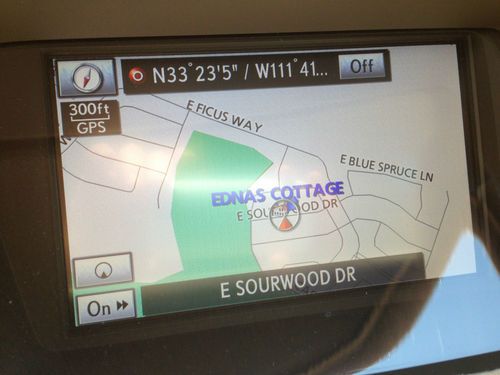 N33°23'5" / W111°41... Off
300ft
GPS
E FICUS WAY
E BLUE SPRUCE LN
EDNAS COTTAGE
E SOURWOOD DR
On
E SOURWOOD DR